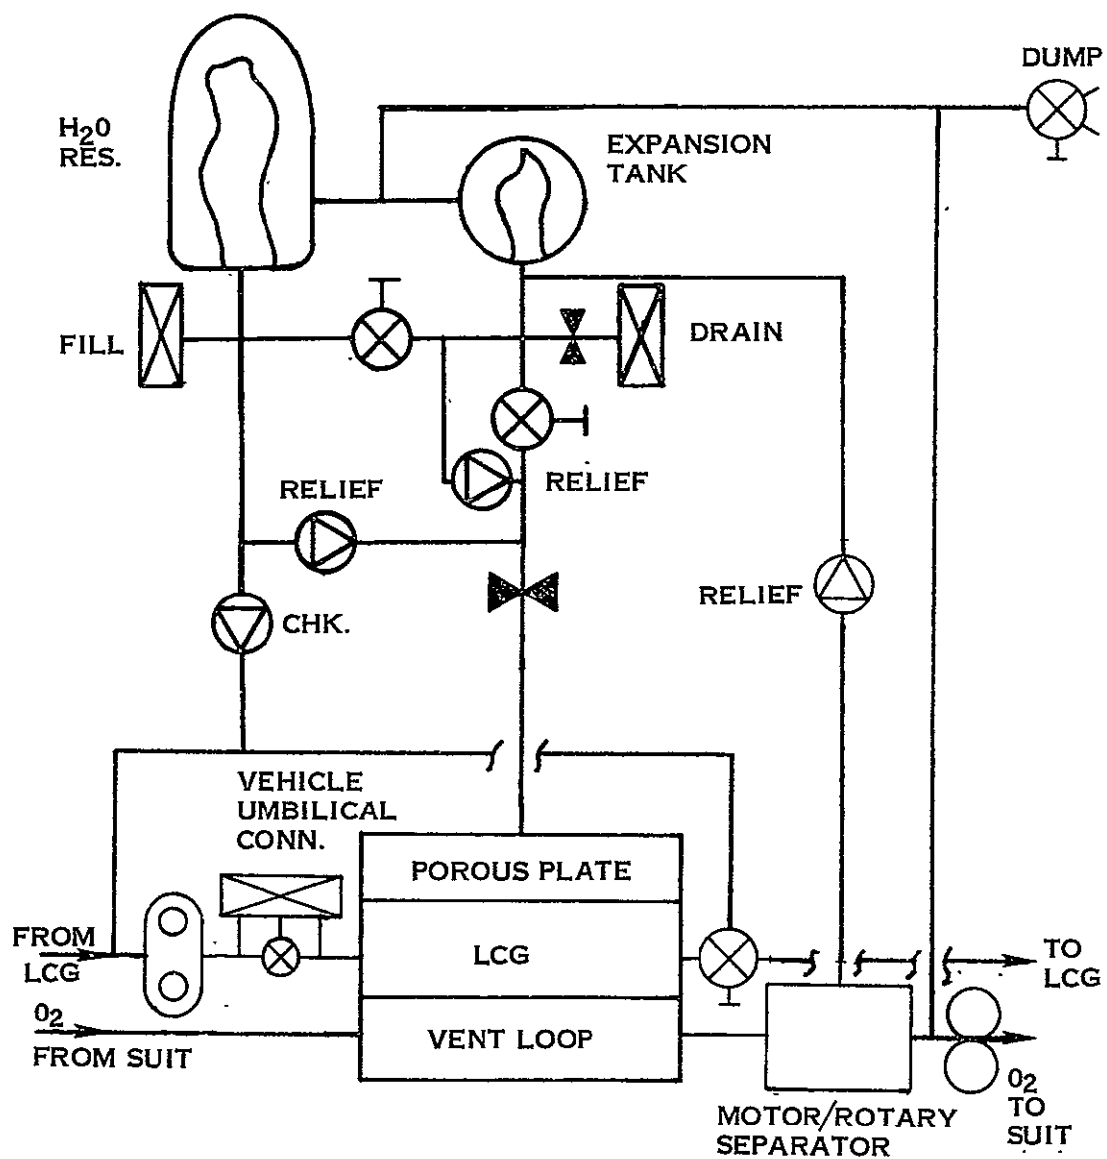 DUMP
H2O
RES.
EXPANSION
TANK
FILL
DRAIN
RELIEF
RELIEF
RELIEF
CHK.
VEHICLE
UMBILICAL
CONN.
POROUS PLATE
FROM
LCG
LCG
TO
LCG
O2
FROM SUIT
VENT LOOP
MOTOR/ROTARY
SEPARATOR
O2
TO
SUIT